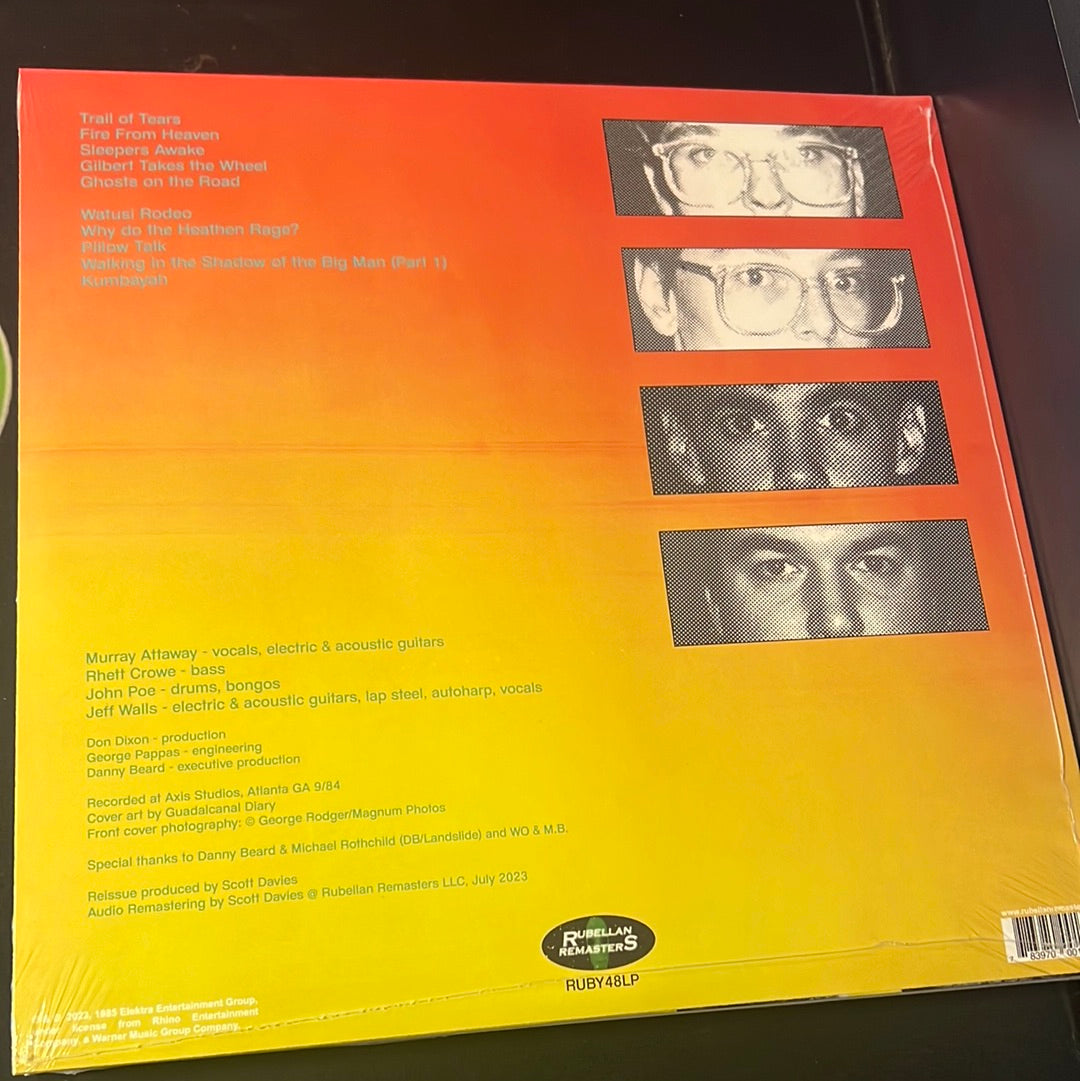 Trail of Tears
Fire From Heaven
Sleepers Awake
Gilbert Takes the Wheel
Ghosts on the Road
Watusi Rodeo
Why do the Heathen Rage?
Pillow Talk
Walking in the Shadow of the Big Man (Part 1)
Kumbayah
Murray Attaway - vocals, electric & acoustic guitars
Rhett Crowe - bass
John Poe - drums, bongos
Jeff Walls - electric & acoustic guitars, lap steel, autoharp, vocals
Don Dixon - production
George Pappas - engineering
Danny Beard - executive production
Recorded at Axis Studios, Atlanta GA 9/84
Cover art by Guadalcanal Diary
Front cover photography: © George Rodger/Magnum Photos
Special thanks to Danny Beard & Michael Rothchild (DB/Landslide) and WO & M.B.
Reissue produced by Scott Davies
Audio Remastering by Scott Davies @ Rubellan Remasters LLC, July 2023
RUBELLAN
REMASTERS
RUBY48LP
www.rubellanremaste
7 83970 001
2023, 1985 Elektra Entertainment Group,
under license from Rhino Entertainment
Company, a Warner Music Group Company.